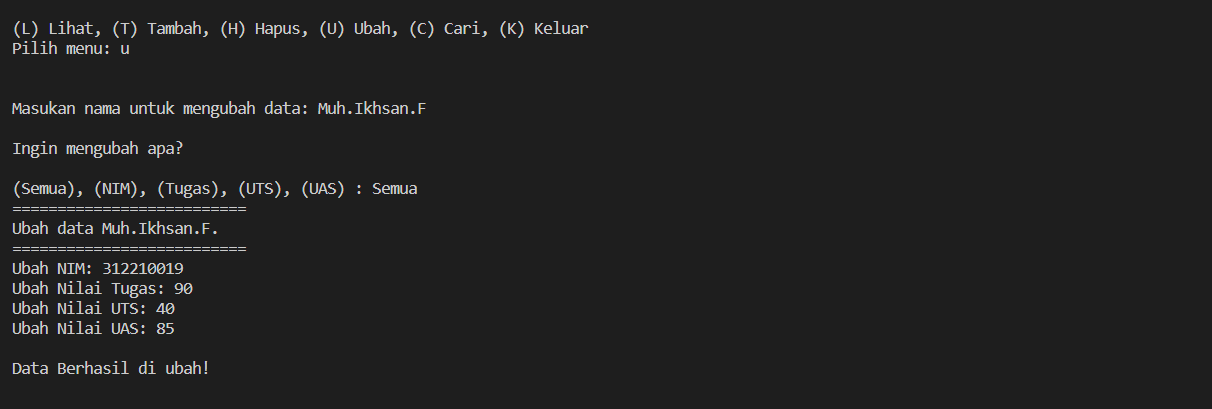 (L) Lihat, (T) Tambah, (H) Hapus, (U) Ubah, (C) Cari, (K) Keluar
Pilih menu: u
Masukan nama untuk mengubah data: Muh.Ikhsan.F
Ingin mengubah apa?
(Semua), (NIM), (Tugas), (UTS), (UAS) : Semua
==========================
Ubah data Muh.Ikhsan.F.
==========================
Ubah NIM: 312210019
Ubah Nilai Tugas: 90
Ubah Nilai UTS: 40
Ubah Nilai UAS: 85
Data Berhasil di ubah!